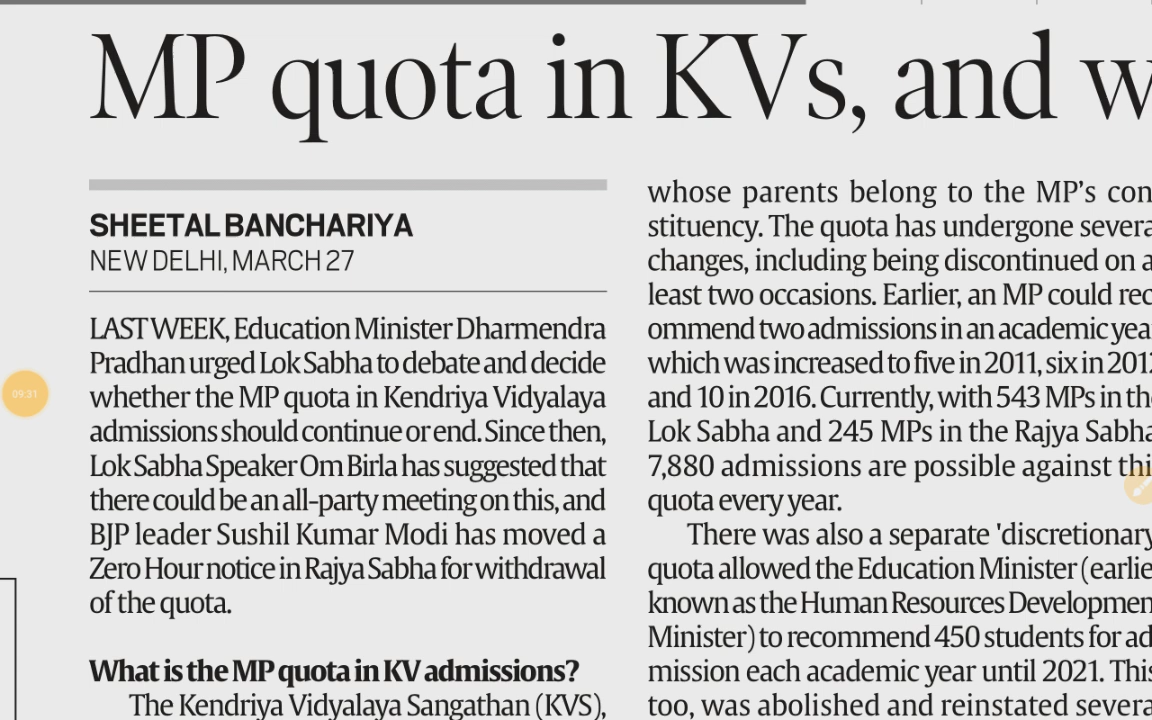 MP quota in KVs, and w
SHEETAL BANCHARIYA
NEW DELHI, MARCH 27
LAST WEEK, Education Minister Dharmendra
Pradhan urged Lok Sabha to debate and decide
whether the MP quota in Kendriya Vidyalaya
admissions should continue or end. Since then,
Lok Sabha Speaker Om Birla has suggested that
there could be an all-party meeting on this, and
BJP leader Sushil Kumar Modi has moved a
Zero Hour notice in Rajya Sabha for withdrawal
of the quota.
What is the MP quota in KV admissions?
The Kendriya Vidyalaya Sangathan (KVS),
whose parents belong to the MP’s con
stituency. The quota has undergone severa
changes, including being discontinued on a
least two occasions. Earlier, an MP could rec
ommend two admissions in an academic yea
which was increased to five in 2011, six in 2012
and 10 in 2016. Currently, with 543 MPs in the
Lok Sabha and 245 MPs in the Rajya Sabha
7,880 admissions are possible against thi
quota every year.
There was also a separate 'discretionary
quota allowed the Education Minister (earlie
known as the Human Resources Developmen
Minister) to recommend 450 students for ad
mission each academic year until 2021. This
too, was abolished and reinstated severa
09:31